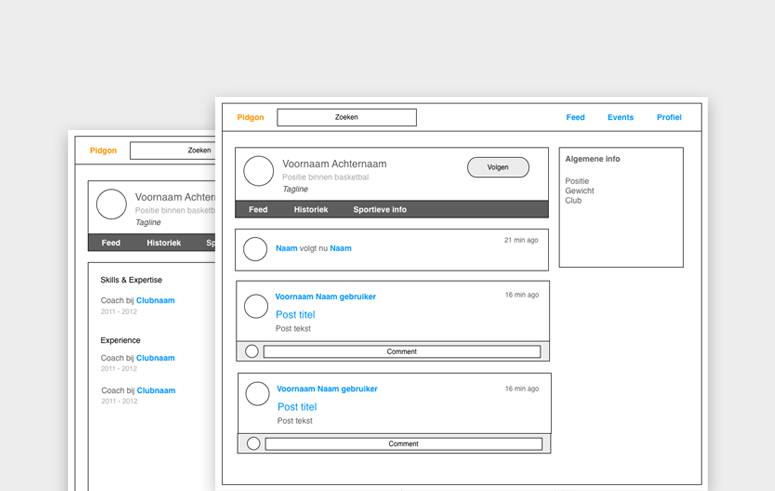 Pidgon
Zoeken
Feed
Events
Profiel
Voornaam Achternaam
Positie binnen basketbal
Tagline
Volgen
Feed
Historiek
Sportieve info
Algemene info
Positie
Gewicht
Club
Naam volgt nu Naam
21 min ago
Voornaam Naam gebruiker
16 min ago
Post titel
Post tekst
Comment
Voornaam Naam gebruiker
16 min ago
Post titel
Post tekst
Comment
Pidgon
Zoeken
Voornaam
Positie binnen
Tagline
Feed
Historiek
Skills & Expertise
Coach bij Clubnaam
2011 - 2012
Experience
Coach bij Clubnaam
2011 - 2012
Coach bij Clubnaam
2011 - 2012